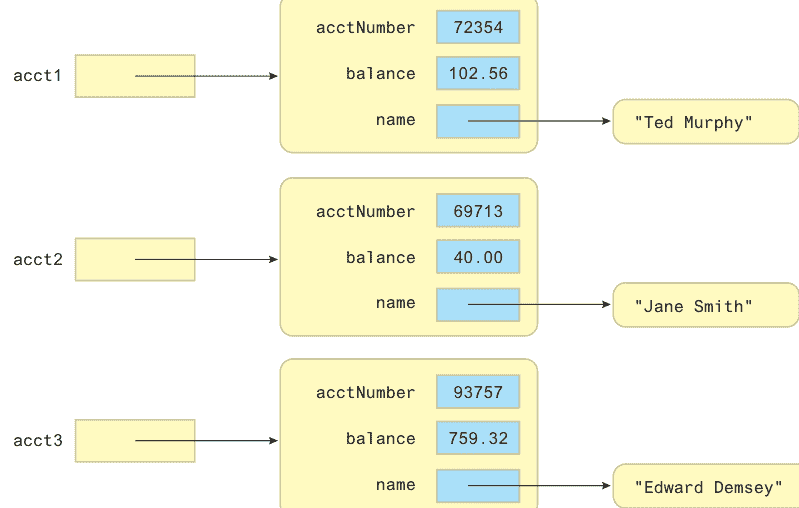 acctNumber 72354
acct1
balance 102.56
name
"Ted Murphy"
acctNumber 69713
acct2
balance 40.00
name
"Jane Smith"
acctNumber 93757
acct3
balance 759.32
name
"Edward Demsey"